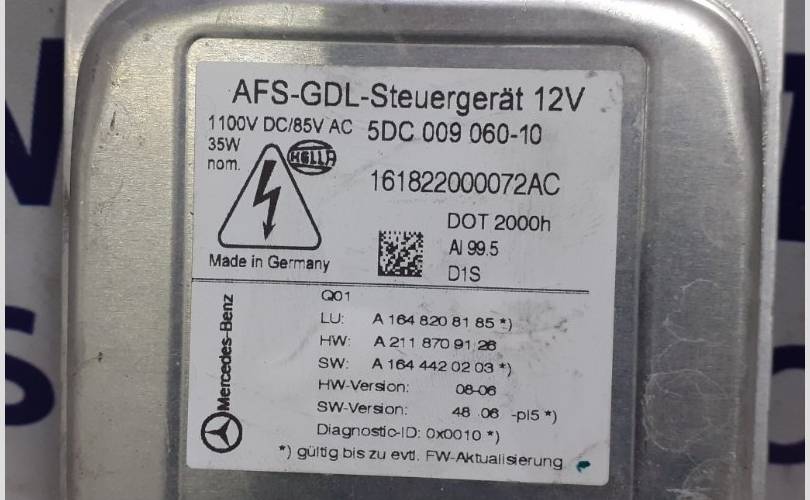 AFS-GDL-Steuergerät 12V
1100V DC/85V AC 5DC 009 060-10
35W
nom.
HELLA
161822000072AC
DOT 2000h
Al 99.5
D1S
Made in Germany
Mercedes-Benz
Q01
LU: A 164 820 81 85 *)
HW: A 211 870 91 26
SW: A 164 442 02 03 *)
HW-Version: 08-06
SW-Version: 48 .06 -pl5 *)
Diagnostic-ID: 0x0010 *)
*) gültig bis zu evtl. FW-Aktualisierung